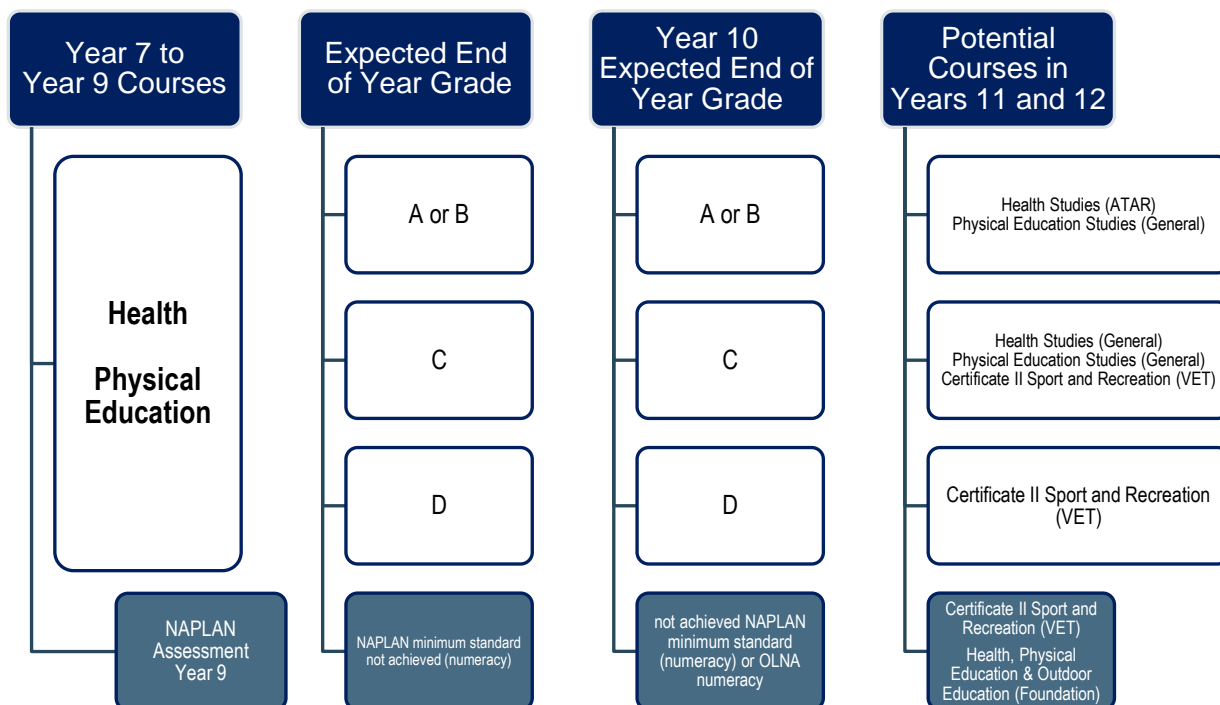 Year 7 to
Year 9 Courses
Health
Physical
Education
NAPLAN
Assessment
Year 9
Expected End
of Year Grade
A or B
C
D
NAPLAN minimum standard
not achieved (numeracy)
Year 10
Expected End of
Year Grade
A or B
C
D
not achieved NAPLAN
minimum standard
(numeracy) or OLNA
numeracy
Potential
Courses in
Years 11 and 12
Health Studies (ATAR)
Physical Education Studies (General)
Health Studies (General)
Physical Education Studies (General)
Certificate II Sport and Recreation (VET)
Certificate II Sport and Recreation
(VET)
Certificate II Sport and
Recreation (VET)
Health, Physical
Education & Outdoor
Education (Foundation)